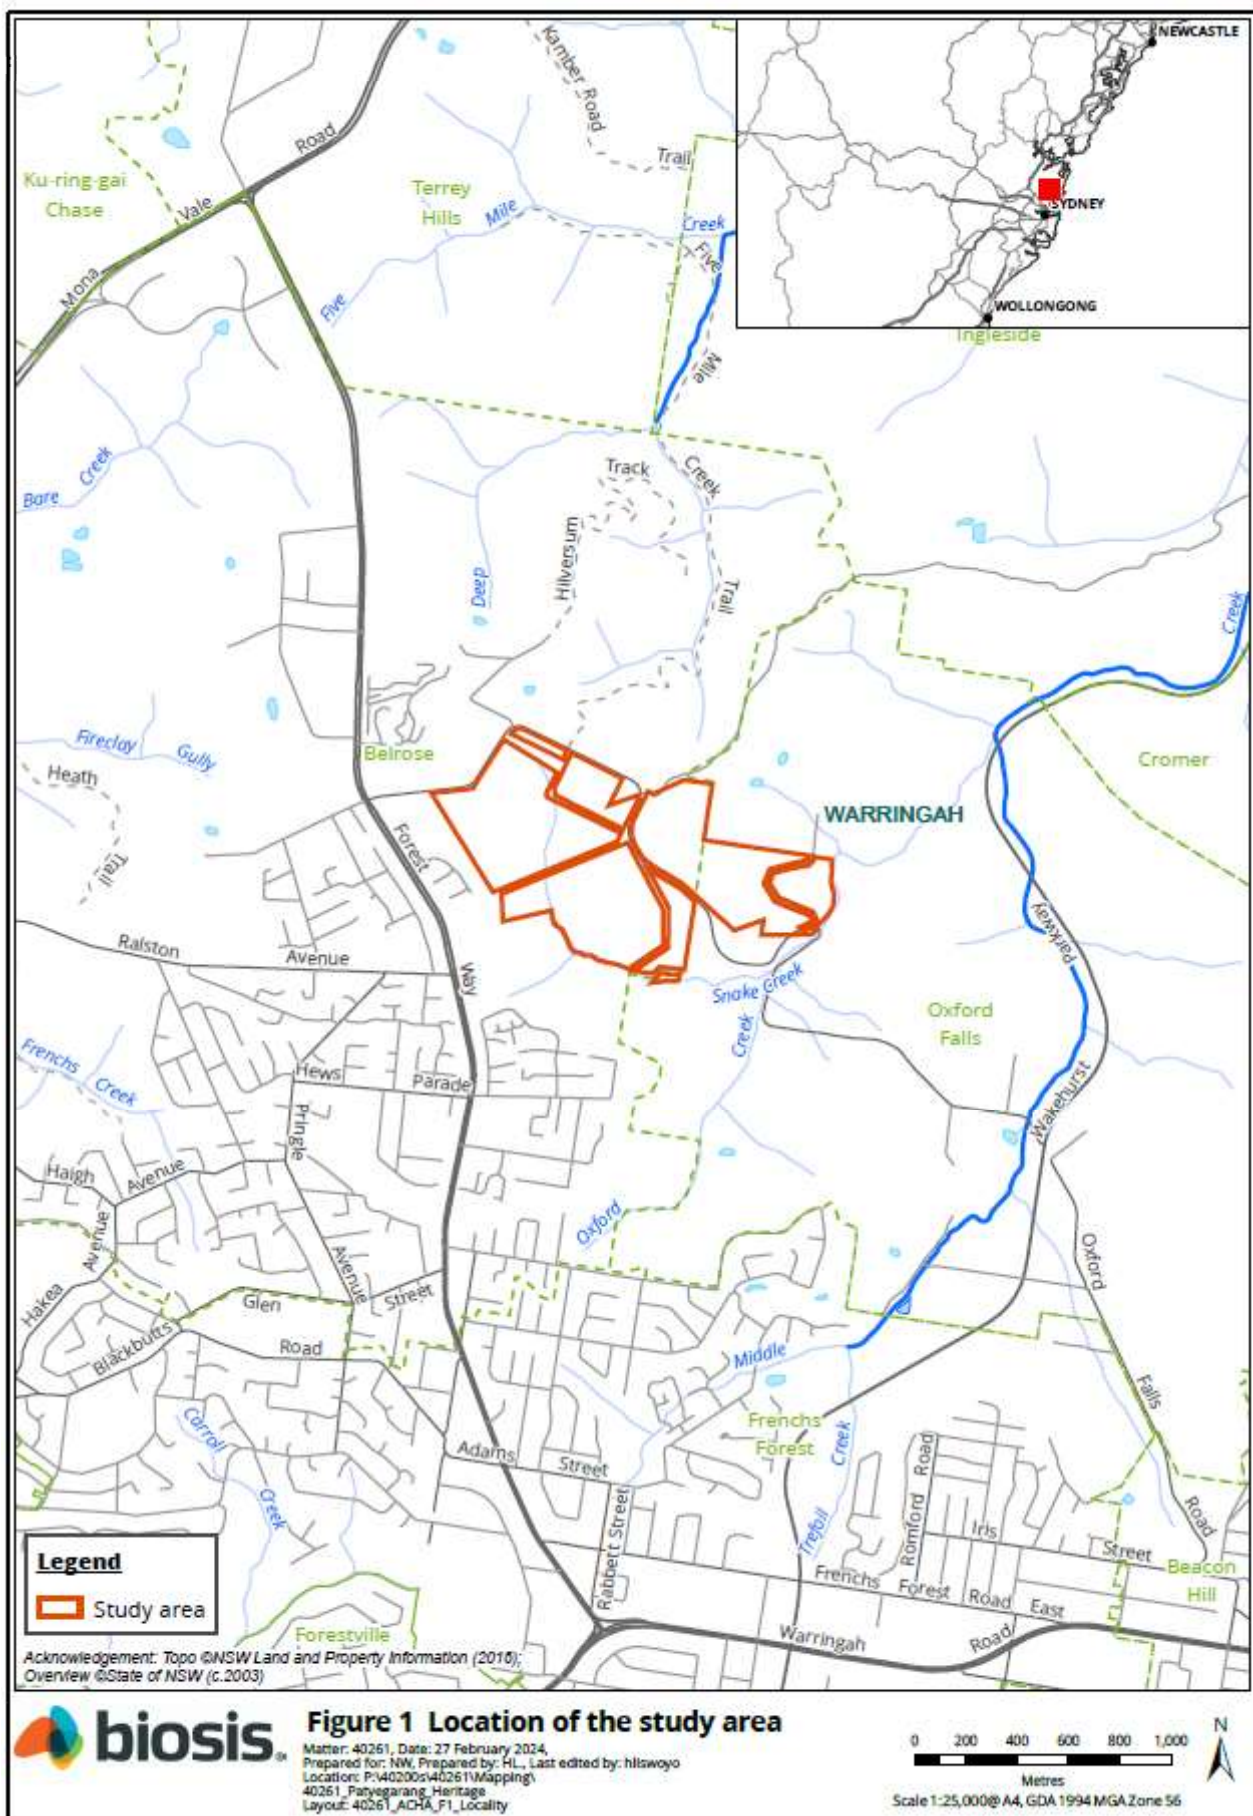 NEWCASTLE
SYDNEY
WOLLONGONG
Ingleside
Kamber Road
Trail
Road
Ku-ring-gai
Chase
Vale
Mona
Terrey
Hills
Five
Mile
Creek
Five
Mile
Creek
Trail
Bare
Creek
Track
Hilversum
Deep
Creek
Belrose
Fireclay
Gully
Heath
Trail
WARRINGAH
Cromer
Forest
Way
Parkway
Ralston
Avenue
Snake Creek
Creek
Oxford
Falls
Wakehurst
Frenchs
Creek
Hews
Parade
Pringle
Avenue
Haigh
Avenue
Avenue
Hakea
Oxford
Oxford
Falls
Road
Glen
Street
Blackbutts
Road
Middle
Carroll
Creek
Frenchs
Forest
Creek
Trefoil
Adams
Street
Rabbett Street
Romford
Road
Iris
Street
Beacon
Hill
Frenchs
Forest
Road
East
Warringah
Road
Forestville
Legend
Study area
Acknowledgement: Topo ©NSW Land and Property Information (2016);
Overview ©State of NSW (c.2003)
biosis
Figure 1 Location of the study area
Matter: 40261, Date: 27 February 2024,
Prepared for: NW, Prepared by: HL, Last edited by: hliswoyo
Location: P:\40200s\40261\Mapping\
40261_Patyegarang_Heritage
Layout: 40261_ACHA_F1_Locality
0 200 400 600 800 1,000
Metres
Scale 1:25,000@ A4, GDA 1994 MGA Zone 56
N